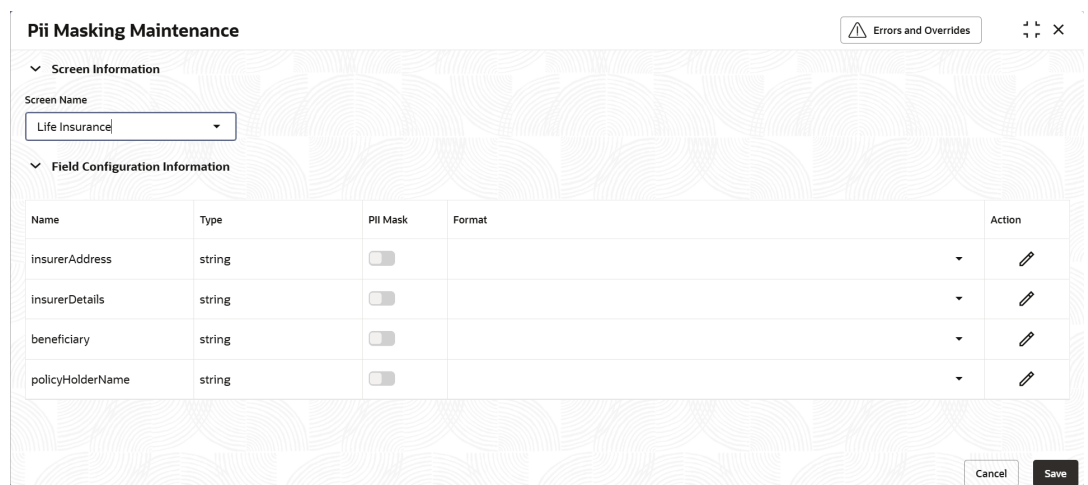 Pii Masking Maintenance
Errors and Overrides
Screen Information
Screen Name
Life Insurance
Field Configuration Information
Name Type PII Mask Format Action
insurerAddress string
insurerDetails string
beneficiary string
policyHolderName string
Cancel Save